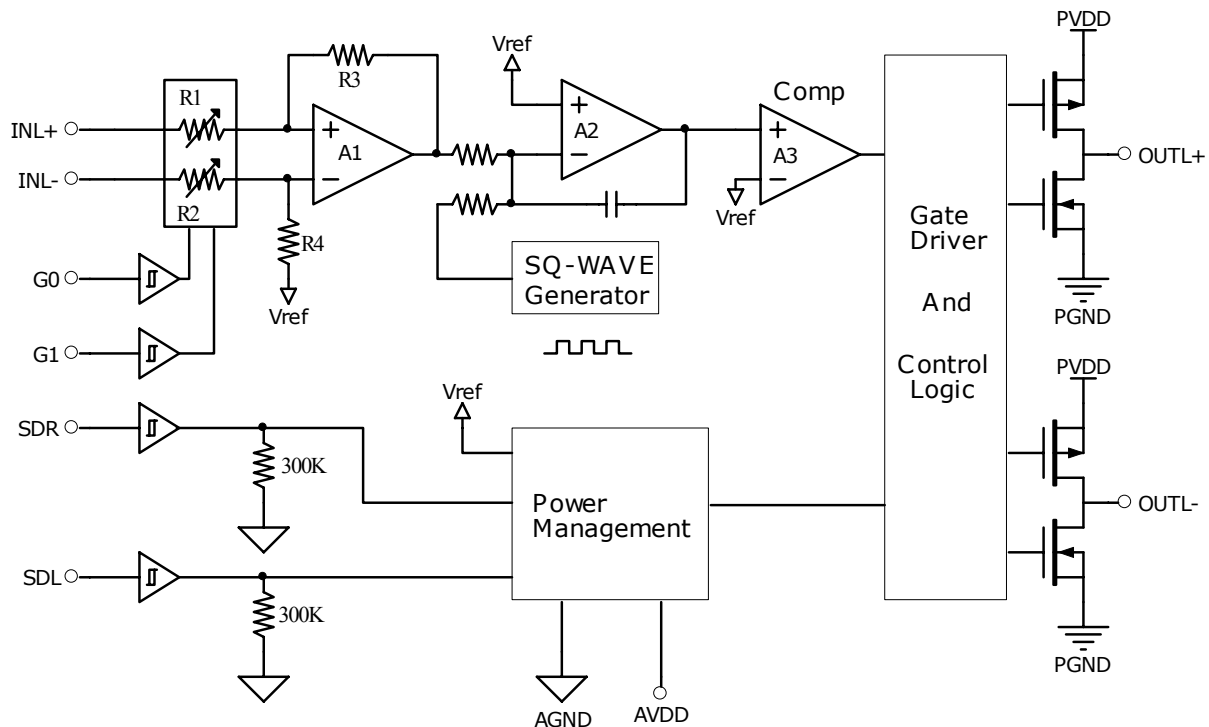 PVDD
Vref
R3
R1
Comp
INL+
+
A1
+
A2
+
A3
OUTL+
INL-
−
−
−
R2
Vref
R4
Gate
Driver
And
Control
Logic
SQ-WAVE
Generator
G0
Vref
PGND
G1
PVDD
Vref
SDR
300K
Power
Management
OUTL-
SDL
300K
PGND
AGND
AVDD